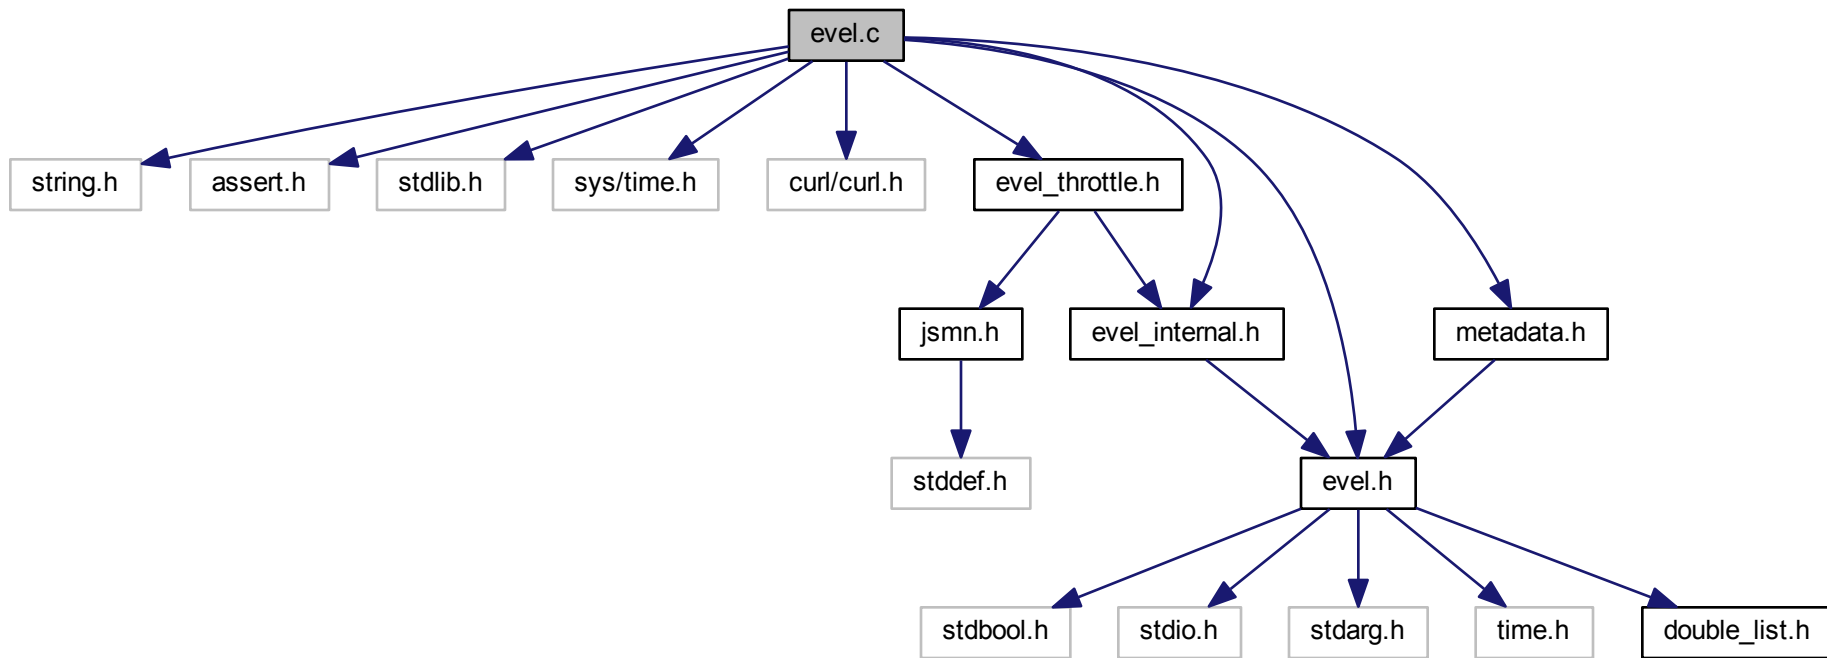 evel.c
string.h
assert.h
stdlib.h
sys/time.h
curl/curl.h
evel_throttle.h
jsmn.h
evel_internal.h
metadata.h
stddef.h
evel.h
stdbool.h
stdio.h
stdarg.h
time.h
double_list.h